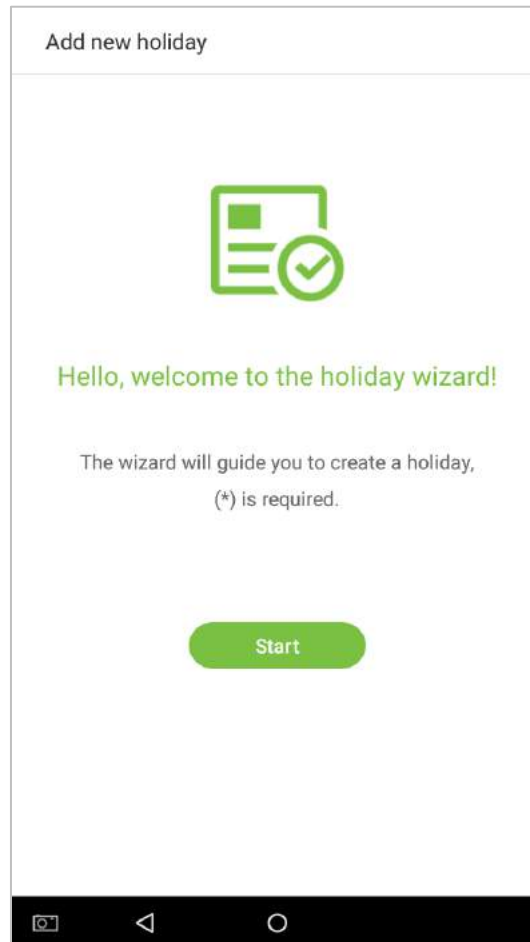 Add new holiday
Hello, welcome to the holiday wizard!
The wizard will guide you to create a holiday,
(*) is required.
Start